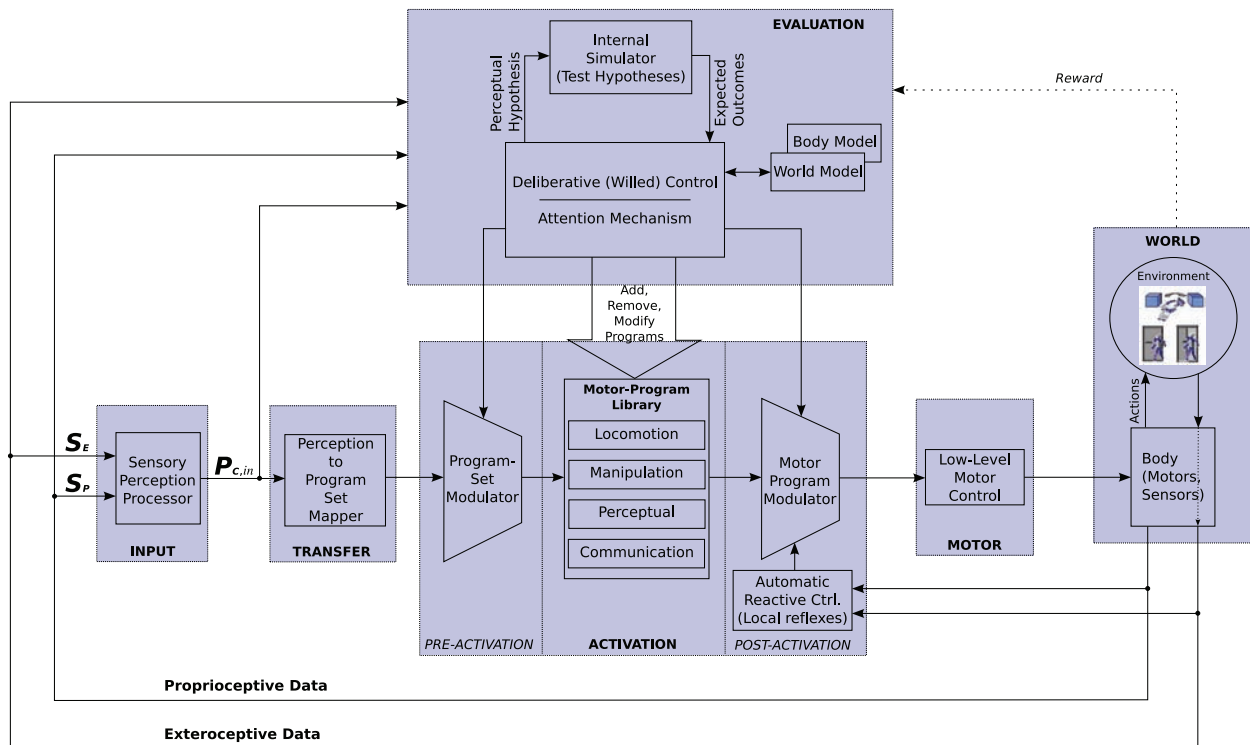 EVALUATION
Internal
Simulator
(Test Hypotheses)
Perceptual
Hypothesis
Expected
Outcomes
Reward
Body Model
World Model
Deliberative (Willed) Control
Attention Mechanism
WORLD
Environment
Add,
Remove,
Modify
Programs
Motor-Program
Library
Locomotion
Manipulation
Perceptual
Communication
Actions
S_E
S_P
Sensory
Perception
Processor
P_C,in
INPUT
Perception
to
Program
Set
Mapper
TRANSFER
Program-
Set
Modulator
Motor
Program
Modulator
Low-Level
Motor
Control
MOTOR
Body
(Motors,
Sensors)
Automatic
Reactive Ctrl.
(Local reflexes)
PRE-ACTIVATION
ACTIVATION
POST-ACTIVATION
Proprioceptive Data
Exteroceptive Data